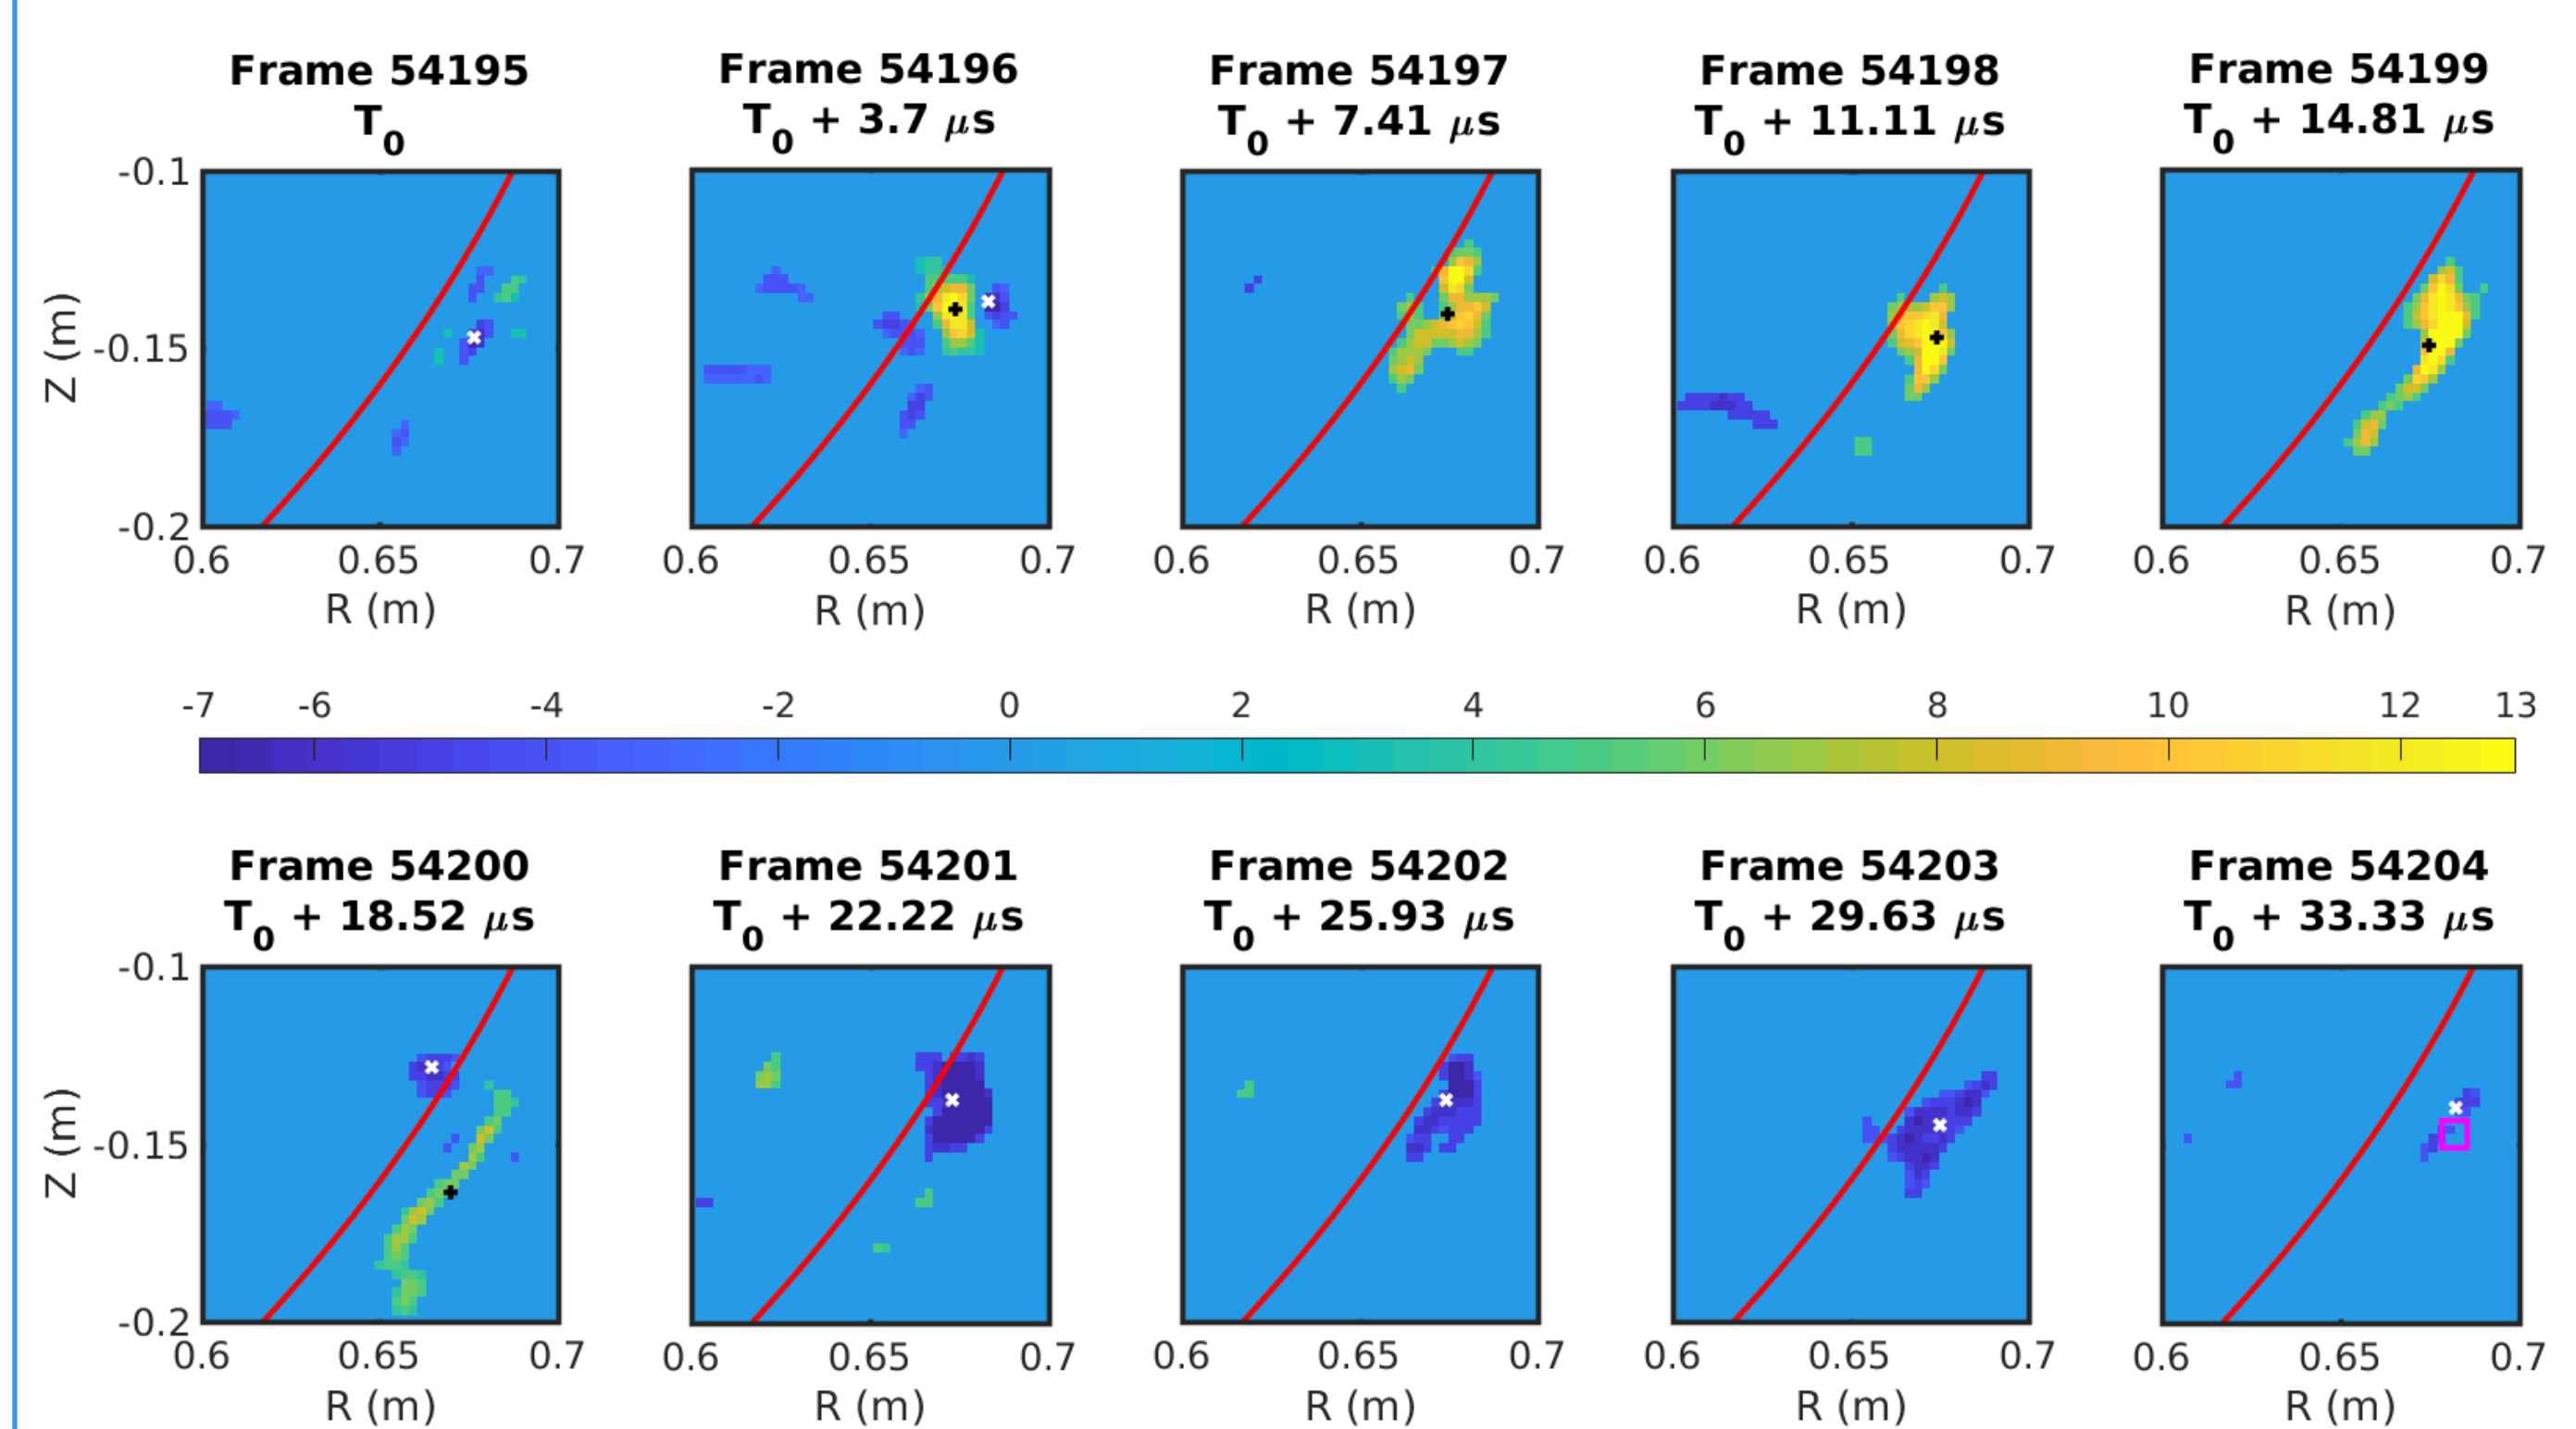 Frame 54195
T0
Frame 54196
T0 + 3.7 μs
Frame 54197
T0 + 7.41 μs
Frame 54198
T0 + 11.11 μs
Frame 54199
T0 + 14.81 μs
Z (m)
-0.1
-0.15
-0.2
0.6 0.65 0.7
0.6 0.65 0.7
0.6 0.65 0.7
0.6 0.65 0.7
0.6 0.65 0.7
R (m)
R (m)
R (m)
R (m)
R (m)
-7 -6 -4 -2 0 2 4 6 8 10 12 13
Frame 54200
T0 + 18.52 μs
Frame 54201
T0 + 22.22 μs
Frame 54202
T0 + 25.93 μs
Frame 54203
T0 + 29.63 μs
Frame 54204
T0 + 33.33 μs
Z (m)
-0.1
-0.15
-0.2
0.6 0.65 0.7
0.6 0.65 0.7
0.6 0.65 0.7
0.6 0.65 0.7
0.6 0.65 0.7
R (m)
R (m)
R (m)
R (m)
R (m)